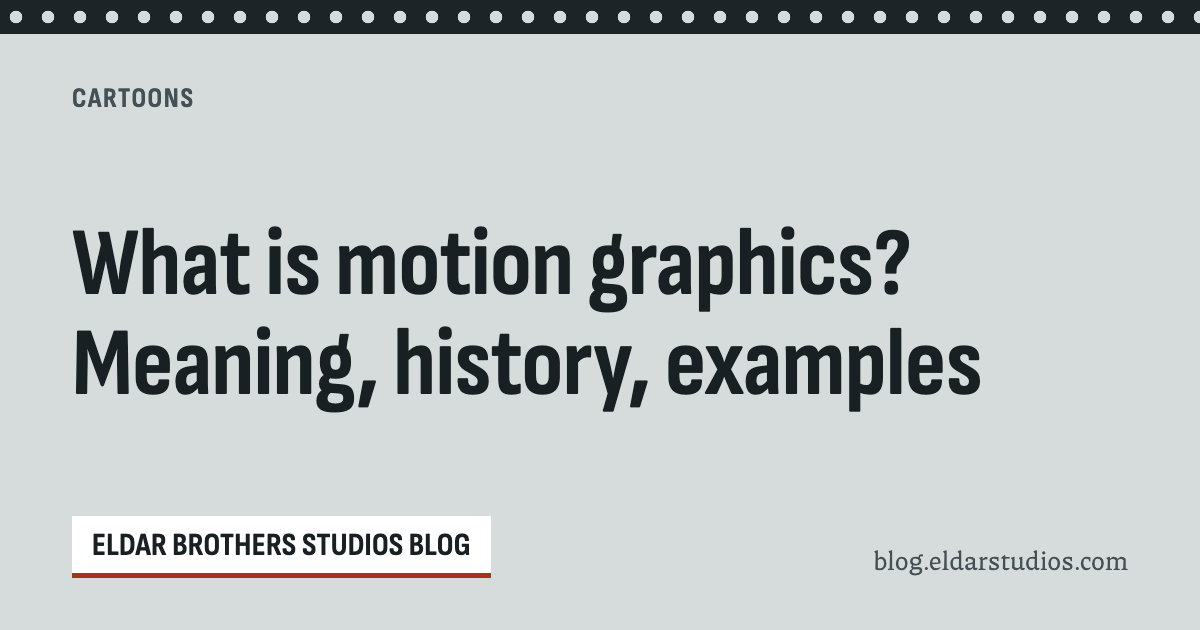 CARTOONS
What is motion graphics?
Meaning, history, examples
ELDAR BROTHERS STUDIOS BLOG
blog.eldarstudios.com